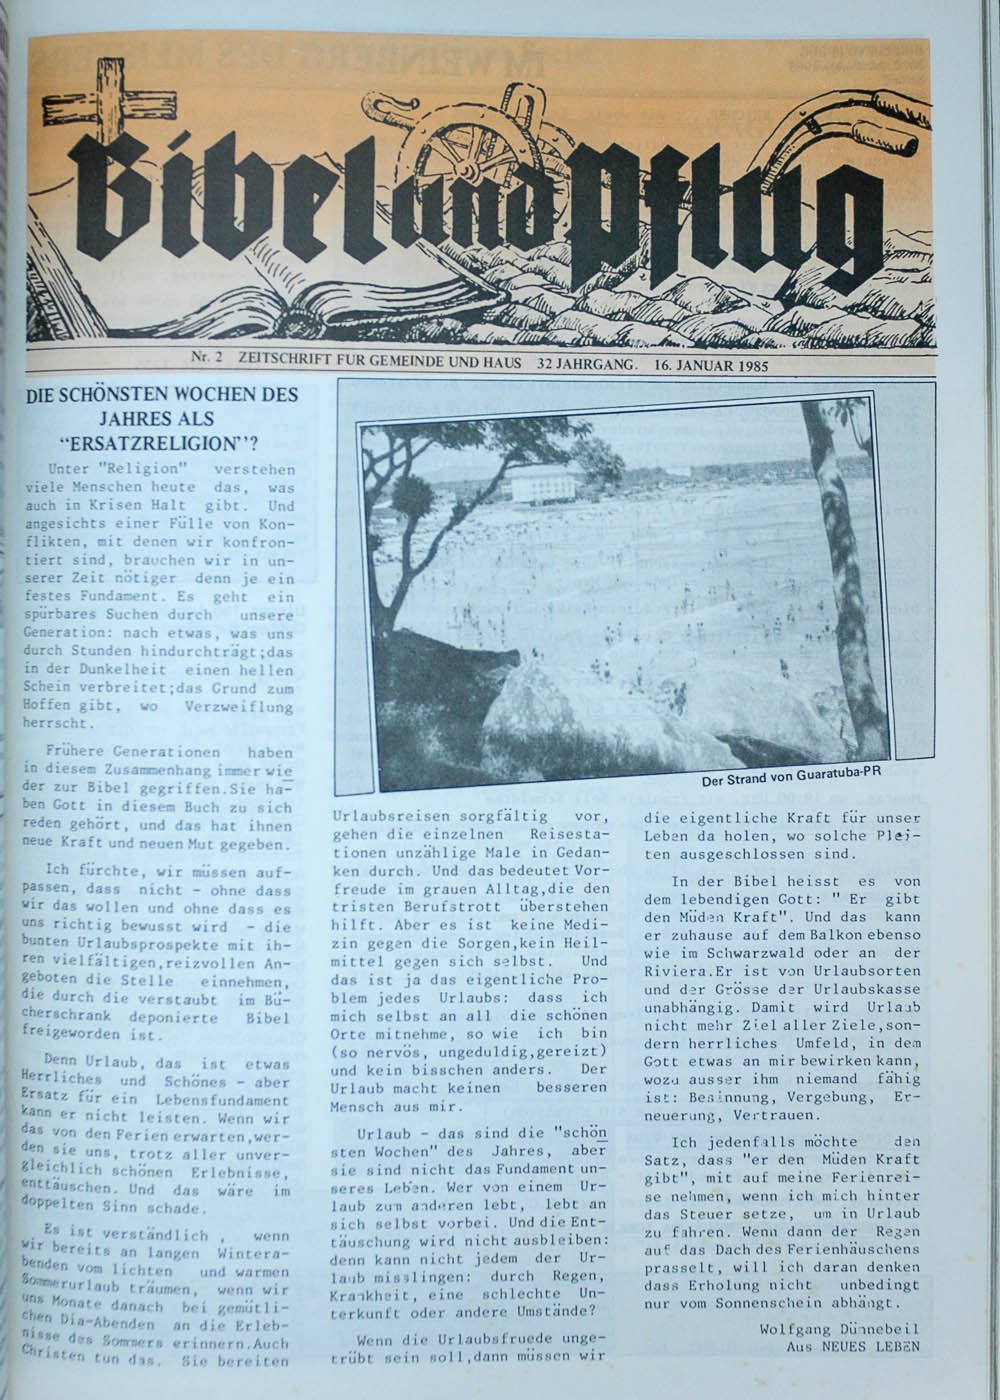 Bibel und Pflug
Nr. 2 ZEITSCHRIFT FUR GEMEINDE UND HAUS 32 JAHRGANG. 16. JANUAR 1985
DIE SCHÖNSTEN WOCHEN DES
JAHRES ALS
“ERSATZRELIGION”?
Unter "Religion" verstehen
viele Menschen heute das, was
auch in Krisen Halt gibt. Und
angesichts einer Fülle von Kon-
flikten, mit denen wir konfron-
tiert sind, brauchen wir in un-
serer Zeit nötiger denn je ein
festes Fundament. Es geht ein
spürbares Suchen durch unsere
Generation: nach etwas, was uns
durch Stunden hindurchträgt;das
in der Dunkelheit einen hellen
Schein verbreitet;das Grund zum
Hoffen gibt, wo Verzweiflung
herrscht.
Frühere Generationen haben
in diesem Zusammenhang immer wie
der zur Bibel gegriffen.Sie ha-
ben Gott in diesem Buch zu sich
reden gehört, und das hat ihnen
neue Kraft und neuen Mut gegeben.
Ich fürchte, wir müssen auf-
passen, dass nicht - ohne dass
wir das wollen und ohne dass es
uns richtig bewusst wird - die
bunten Urlaubsprospekte mit ih-
ren vielfältigen,reizvollen An-
geboten die Stelle einnehmen,
die durch die verstaubt im Bü-
cherschrank deponierte Bibel
freigeworden ist.
Denn Urlaub, das ist etwas
Herrliches und Schönes - aber
Ersatz für ein Lebensfundament
kann er nicht leisten. Wenn wir
das von den Ferien erwarten,wer-
den sie uns, trotz aller unver-
gleichlich schönen Erlebnisse,
enttäuschen. Und das wäre im
doppelten Sinn schade.
Es ist verständlich , wenn
wir bereits an langen Wintera-
benden vom lichten und warmen
Sommerurlaub träumen, wenn wir
uns Monate danach bei gemütli-
chen Dia-Abenden an die Erleb-
nisse des Sommers erinnern.Auch
Christen tun das. Sie bereiten
Der Strand von Guaratuba-PR
Urlaubsreisen sorgfältig vor,
gehen die einzelnen Reisesta-
tionen unzählige Male in Gedan-
ken durch. Und das bedeutet Vor-
freude im grauen Alltag,die den
tristen Berufstrott überstehen
hilft. Aber es ist keine Medi-
zin gegen die Sorgen,kein Heil-
mittel gegen sich selbst. Und
das ist ja das eigentliche Pro-
blem jedes Urlaubs: dass ich
mich selbst an all die schönen
Orte mitnehme, so wie ich bin
(so nervös, ungeduldig,gereizt)
und kein bisschen anders. Der
Urlaub macht keinen besseren
Mensch aus mir.
Urlaub - das sind die "schön
sten Wochen" des Jahres, aber
sie sind nicht das Fundament un-
seres Leben. Wer von einem Ur-
laub zum anderen lebt, lebt an
sich selbst vorbei. Und die Ent-
täuschung wird nicht ausbleiben:
denn kann nicht jedem der Ur-
laub misslingen: durch Regen,
Krankheit, eine schlechte Un-
terkunft oder andere Umstände?
Wenn die Urlaubsfruede unge-
trübt sein soll,dann müssen wir
die eigentliche Kraft für unser
Leben da holen, wo solche Plei-
ten ausgeschlossen sind.
In der Bibel heisst es von
dem lebendigen Gott: " Er gibt
den Müden Kraft". Und das kann
er zuhause auf dem Balkon ebenso
wie im Schwarzwald oder an der
Riviera.Er ist von Urlaubsorten
und der Grösse der Urlaubskasse
unabhängig. Damit wird Urlaub
nicht mehr Ziel aller Ziele,son-
dern herrliches Umfeld, in dem
Gott etwas an mir bewirken kann,
wozu ausser ihm niemand fähig
ist: Besinnung, Vergebung, Er-
neuerung, Vertrauen.
Ich jedenfalls möchte den
Satz, dass "er den Müden Kraft
gibt", mit auf meine Ferienrei-
se nehmen, wenn ich mich hinter
das Steuer setze, um in Urlaub
zu fahren. Wenn dann der Regen
auf das Dach des Ferienhäuschens
prasselt, will ich daran denken
dass Erholung nicht unbedingt
nur vom Sonnenschein abhängt.
Wolfgang Dünnebeil
Aus NEUES LEBEN